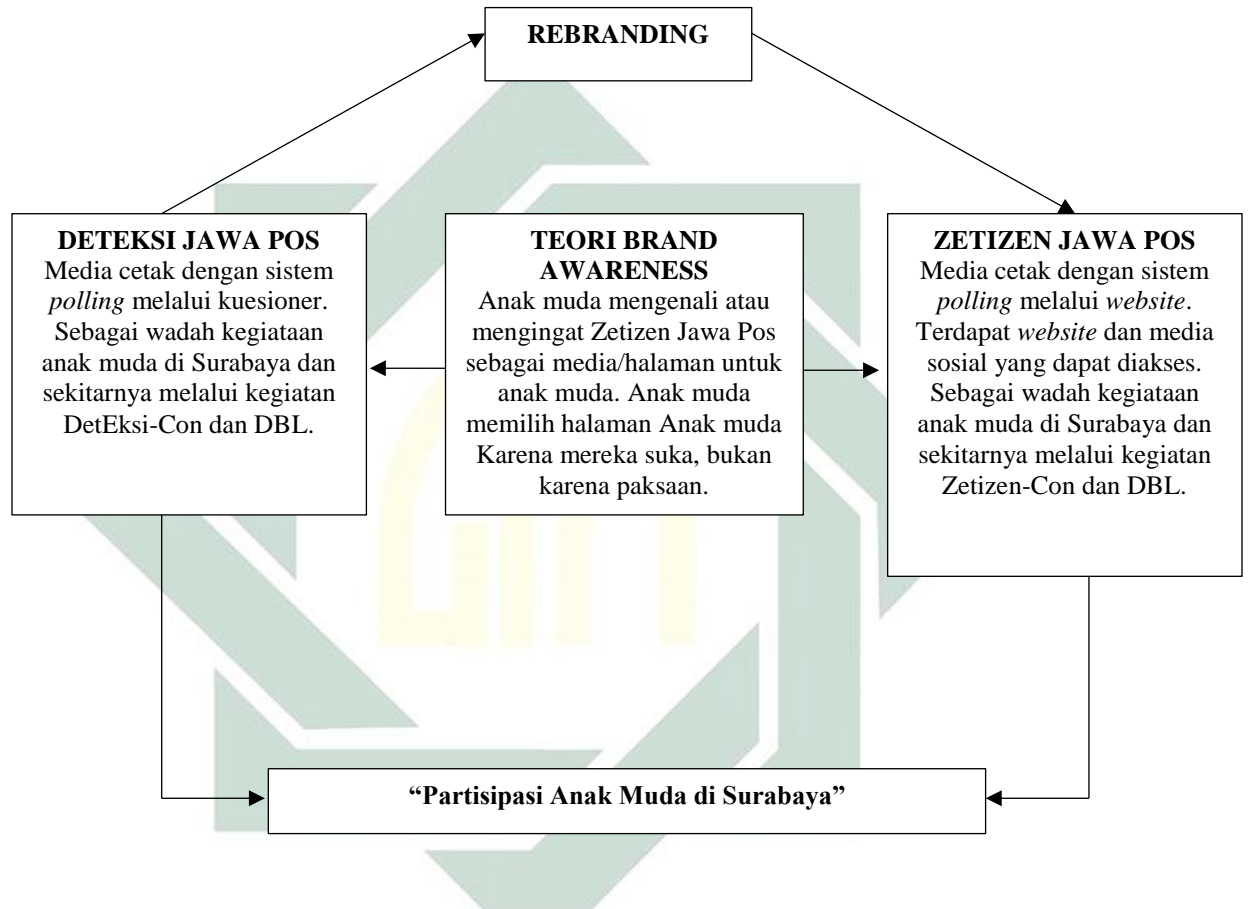 REBRANDING
DETEKSI JAWA POS
Media cetak dengan sistem
polling melalui kuesioner.
Sebagai wadah kegiataan
anak muda di Surabaya dan
sekitarnya melalui kegiatan
DetEksi-Con dan DBL.
TEORI BRAND
AWARENESS
Anak muda mengenali atau
mengingat Zetizen Jawa Pos
sebagai media/halaman untuk
anak muda. Anak muda
memilih halaman Anak muda
Karena mereka suka, bukan
karena paksaan.
ZETIZEN JAWA POS
Media cetak dengan sistem
polling melalui website.
Terdapat website dan media
sosial yang dapat diakses.
Sebagai wadah kegiataan
anak muda di Surabaya dan
sekitarnya melalui kegiatan
Zetizen-Con dan DBL.
“Partisipasi Anak Muda di Surabaya”